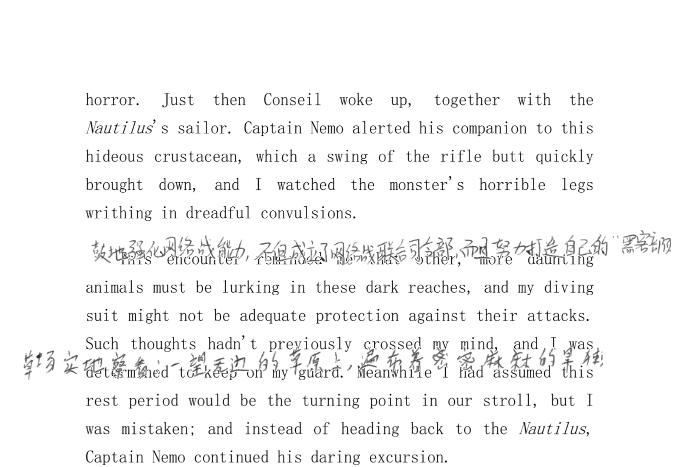 horror. Just then Conseil woke up, together with the
Nautilus's sailor. Captain Nemo alerted his companion to this
hideous crustacean, which a swing of the rifle butt quickly
brought down, and I watched the monster's horrible legs
writhing in dreadful convulsions.
地强化网络战能力,不但成立了网络战联合司令部,而且努力打造自己的"黑客
This encounter reminded me that other, more daunting
animals must be lurking in these dark reaches, and my diving
suit might not be adequate protection against their attacks.
Such thoughts hadn't previously crossed my mind, and I was
草场实地察看:一望无边的草原上,遍布着密密麻麻的旱獭
determined to keep on my guard. Meanwhile I had assumed this
rest period would be the turning point in our stroll, but I
was mistaken; and instead of heading back to the Nautilus,
Captain Nemo continued his daring excursion.